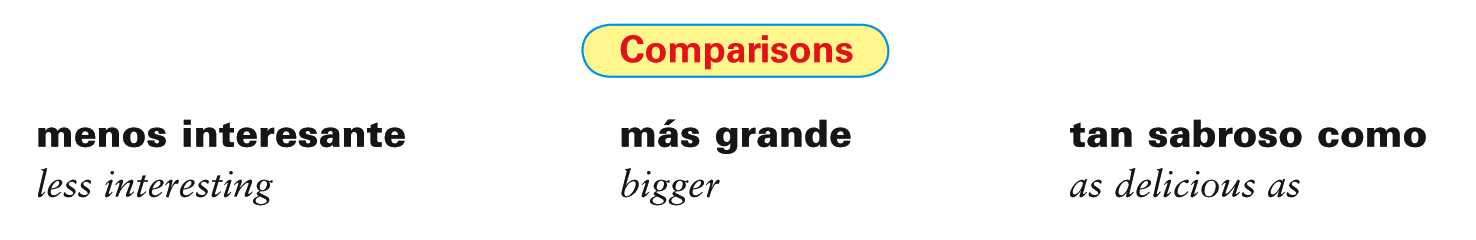 Comparisons
menos interesante más grande tan sabroso como
less interesting bigger as delicious as